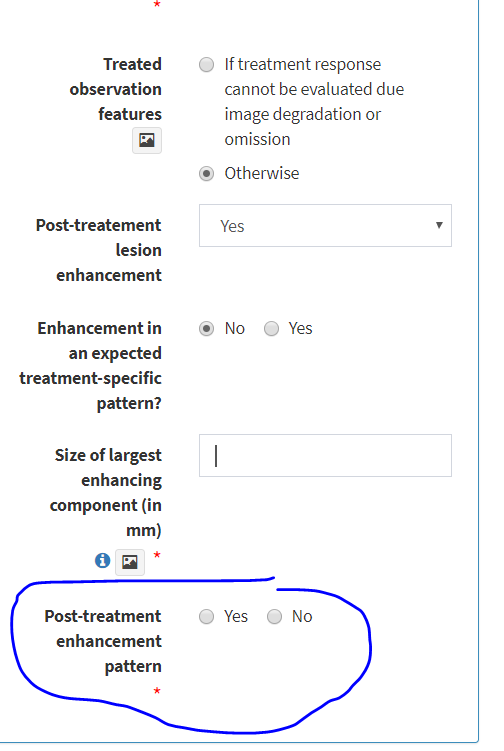 *
Treated
observation
features
If treatment response
cannot be evaluated due
image degradation or
omission
Otherwise
Post-treatement
lesion
enhancement
Yes
Enhancement in
an expected
treatment-specific
pattern?
No Yes
Size of largest
enhancing
component (in
mm)
*
Post-treatment
enhancement
pattern
*
Yes No